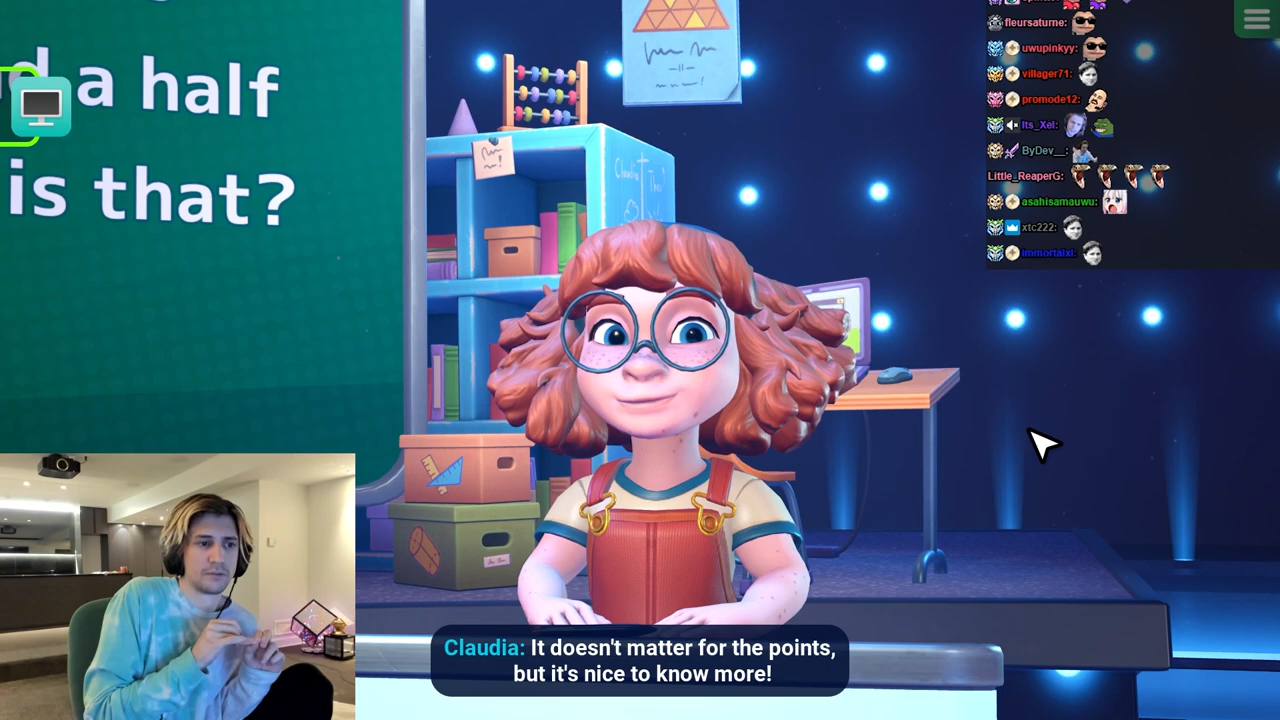 a half
is that?
Claudia
fleursaturne:
uwupinkyy:
villager71:
promode12:
Its_Xel:
ByDev__:
Little_ReaperG:
asahisamauwu:
xtc222:
immortalxl:
Claudia: It doesn't matter for the points,
but it's nice to know more!